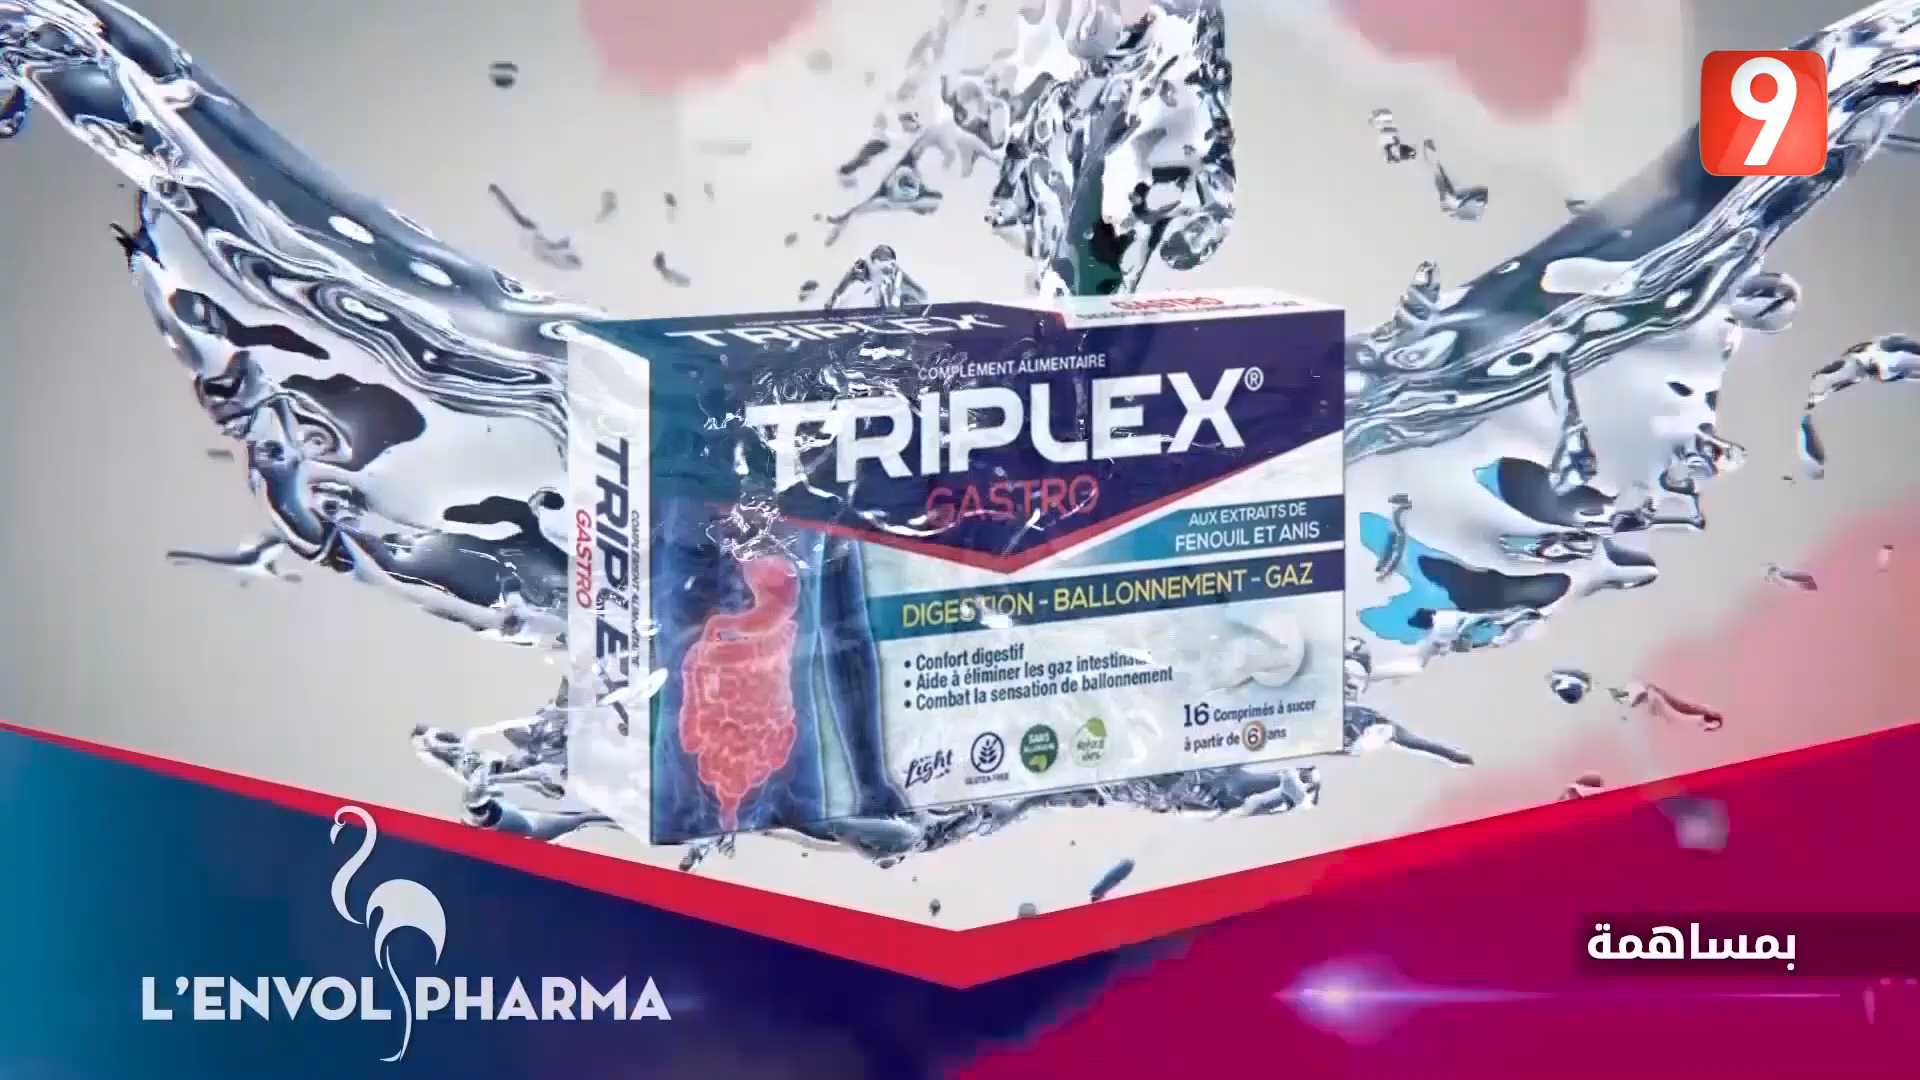 9
TRIPLEX
GASTRO
COMPLÉMENT ALIMENTAIRE
TRIPLEX®
GASTRO
AUX EXTRAITS DE
FENOUIL ET ANIS
DIGESTION - BALLONNEMENT - GAZ
• Confort digestif
• Aide à éliminer les gaz
• Combat la sensation de ballonnement
16 Comprimés à sucer
à partir de 6 ans
Light
GLUTEN FREE
SANS
TRIPLEX
GASTRO
L'ENVOL PHARMA
بمساهمة